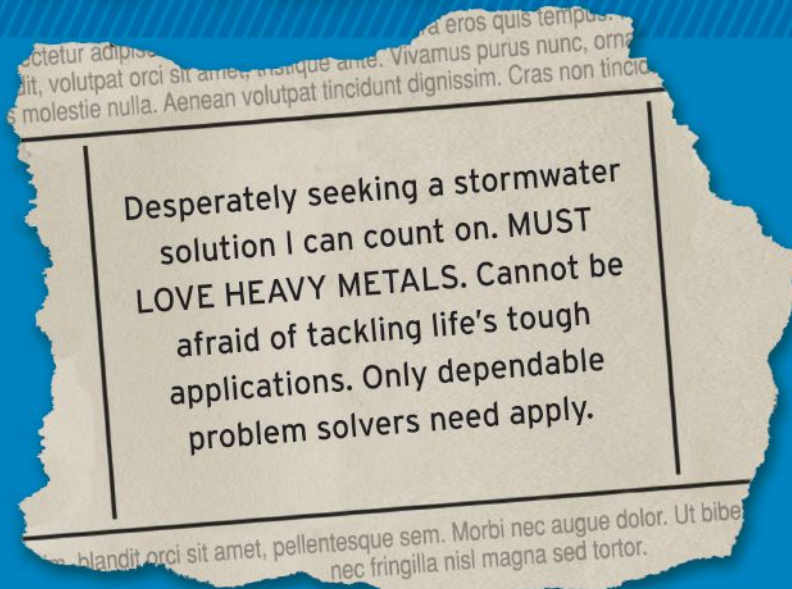 a eros quis tempus.
ctetur adipis
dit, volutpat orci sit amet, tristique ante. Vivamus purus nunc, orna
molestie nulla. Aenean volutpat tincidunt dignissim. Cras non tincid
Desperately seeking a stormwater
solution I can count on. MUST
LOVE HEAVY METALS. Cannot be
afraid of tackling life's tough
applications. Only dependable
problem solvers need apply.
blandit orci sit amet, pellentesque sem. Morbi nec augue dolor. Ut bibe
nec fringilla nisl magna sed tortor.